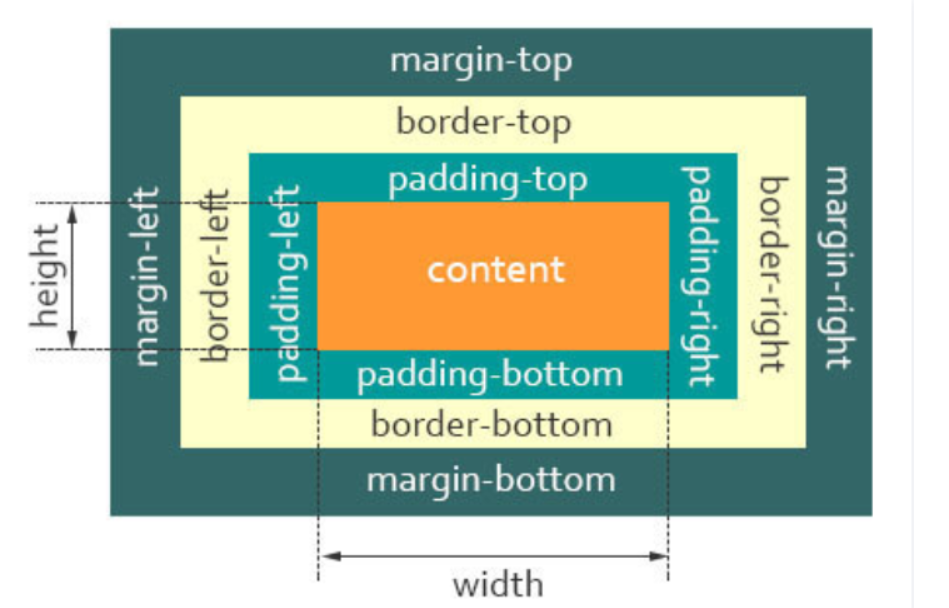 margin-top
border-top
padding-top
height
margin-left
border-left
padding-left
content
padding-right
border-right
margin-right
padding-bottom
border-bottom
margin-bottom
width